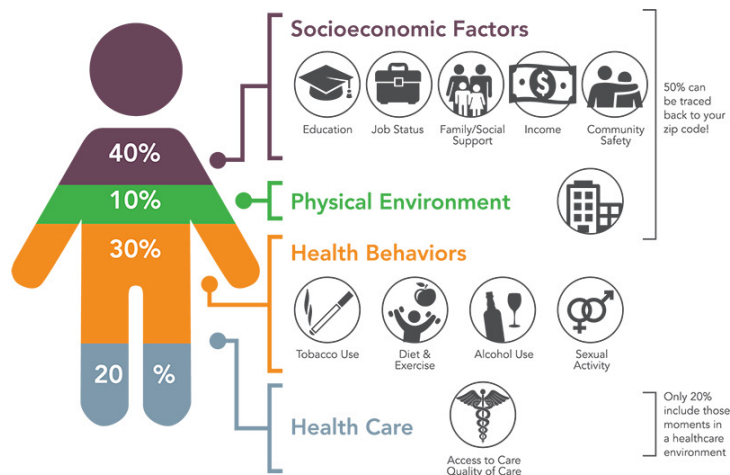 Socioeconomic Factors
Education
Job Status
Family/Social
Support
Income
Community
Safety
50% can
be traced
back to your
zip code!
40%
10%
Physical Environment
30%
Health Behaviors
Tobacco Use
Diet &
Exercise
Alcohol Use
Sexual
Activity
20 %
Health Care
Access to Care
Quality of Care
Only 20%
include those
moments in
a healthcare
environment